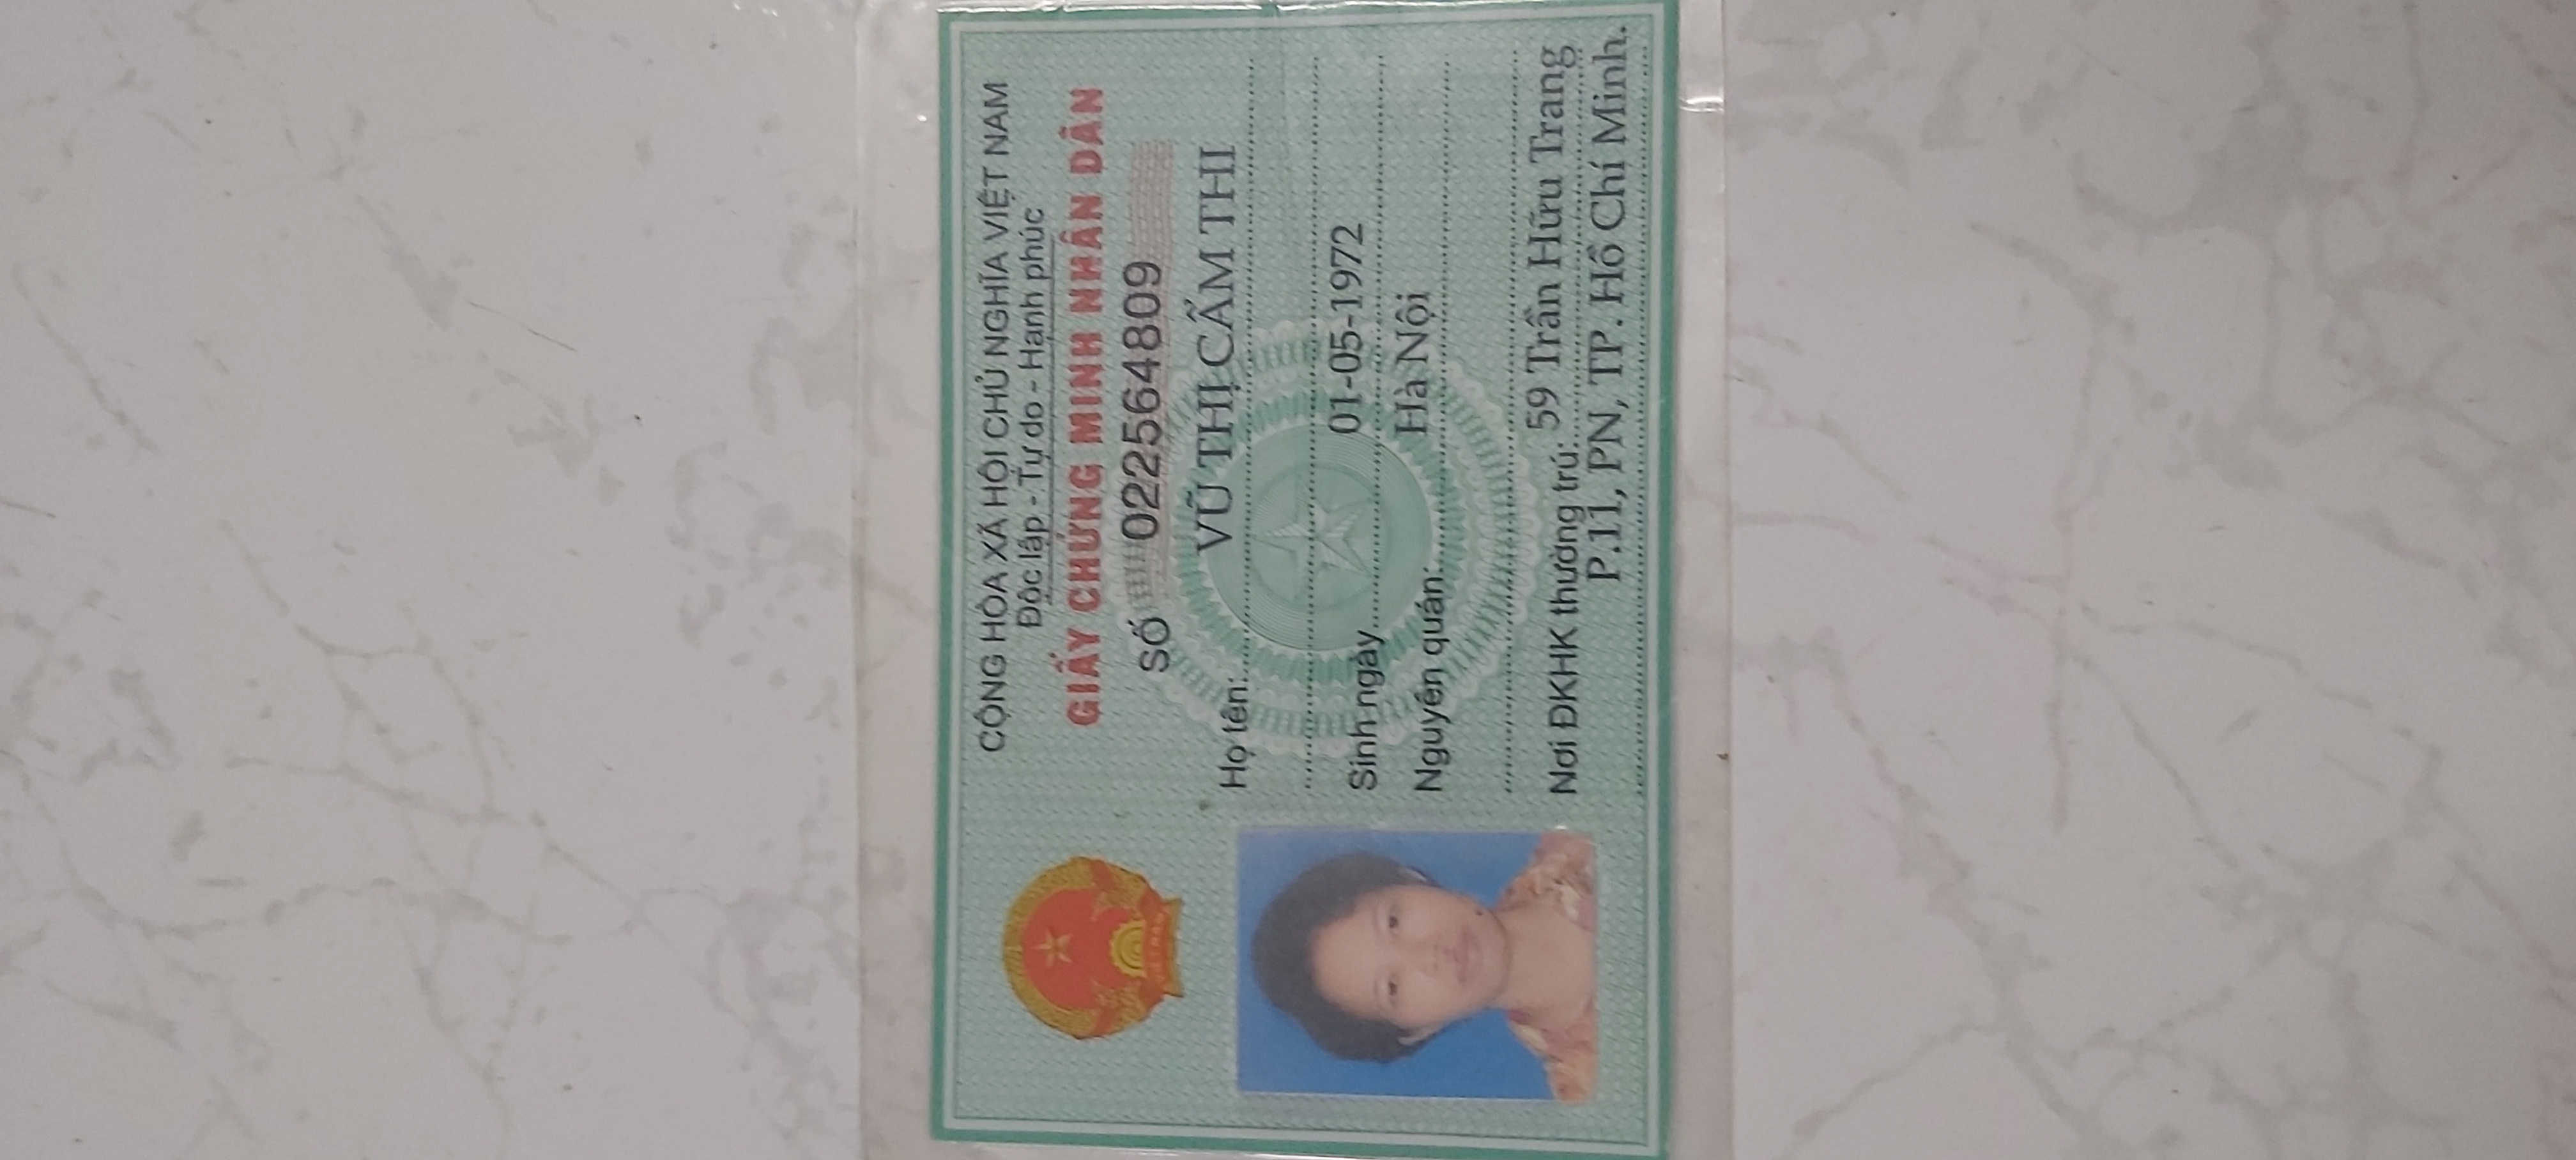 CỘNG HÒA XÃ HỘI CHỦ NGHĨA VIỆT NAM
Độc lập - Tự do - Hạnh phúc
GIẤY CHỨNG MINH NHÂN DÂN
SỐ 022564809
Họ tên: VŨ THỊ CẨM THI
Sinh ngày 01-05-1972
Nguyên quán: Hà Nội
Nơi ĐKHK thường trú: 59 Trần Hữu Trang
P.11, PN, TP. Hồ Chí Minh.
VIỆT NAM